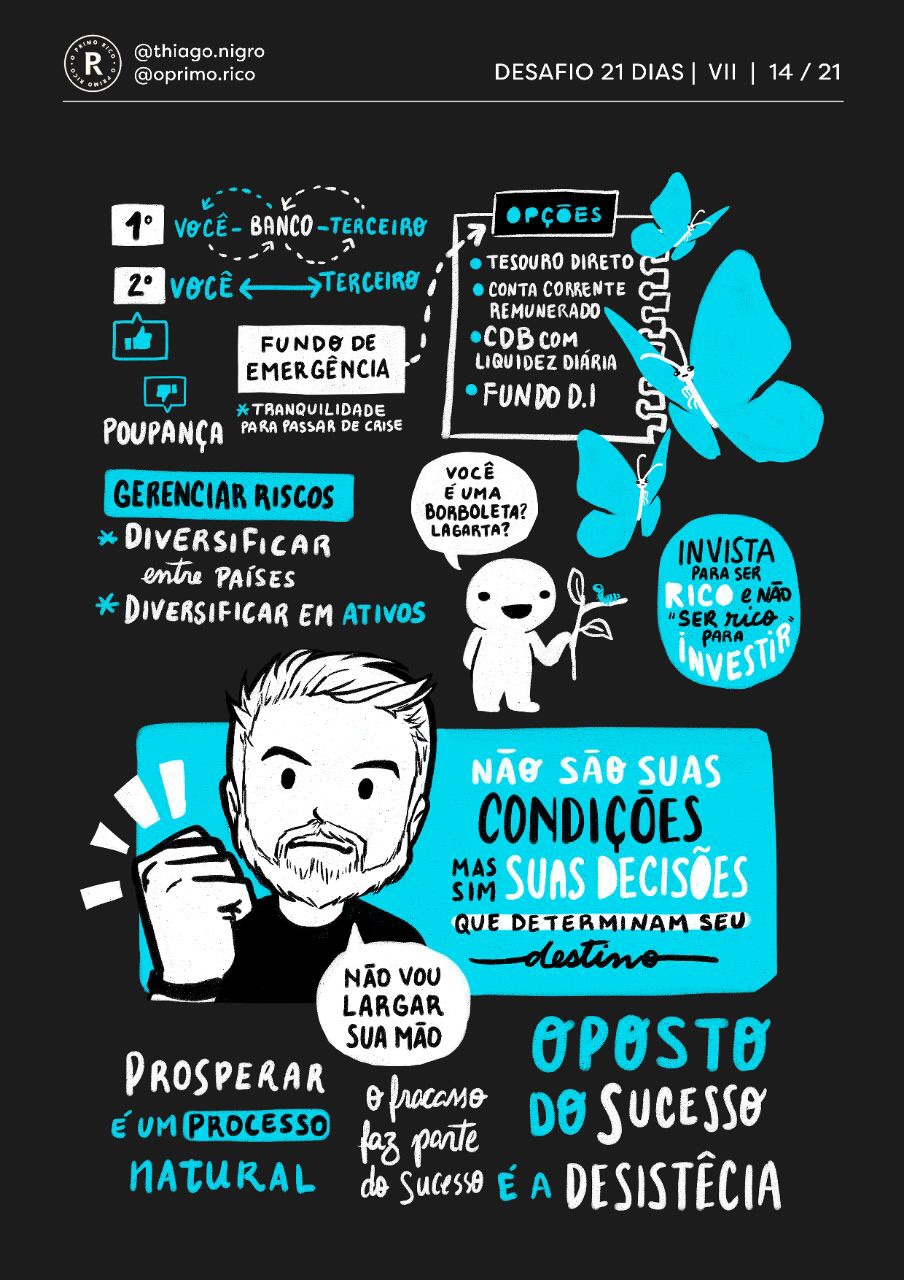 R
O PRIMO RICO • O PRIMO RICO •
@thiago.nigro
@oprimo.rico
DESAFIO 21 DIAS | VII | 14 / 21
1º VOCÊ - BANCO - TERCEIRO
2º VOCÊ TERCEIRO
FUNDO DE
EMERGÊNCIA
* TRANQUILIDADE
PARA PASSAR DE CRISE
POUPANÇA
OPÇÕES
TESOURO DIRETO
CONTA CORRENTE
REMUNERADO
CDB COM
LIQUIDEZ DIÁRIA
FUNDO D.I
GERENCIAR RISCOS
* DIVERSIFICAR
entre PAÍSES
* DIVERSIFICAR EM ATIVOS
VOCÊ
É UMA
BORBOLETA?
LAGARTA?
INVISTA
PARA SER
RICO e NÃO
"SER rico
PARA
INVESTIR"
NÃO SÃO SUAS
CONDIÇÕES
MAS
SIM SUAS DECISÕES
QUE DETERMINAM SEU
destino
NÃO VOU
LARGAR
SUA MÃO
PROSPERAR
É UM PROCESSO
NATURAL
o fracasso
faz parte
do sucesso
OPOSTO
DO SUCESSO
É A DESISTÊCIA